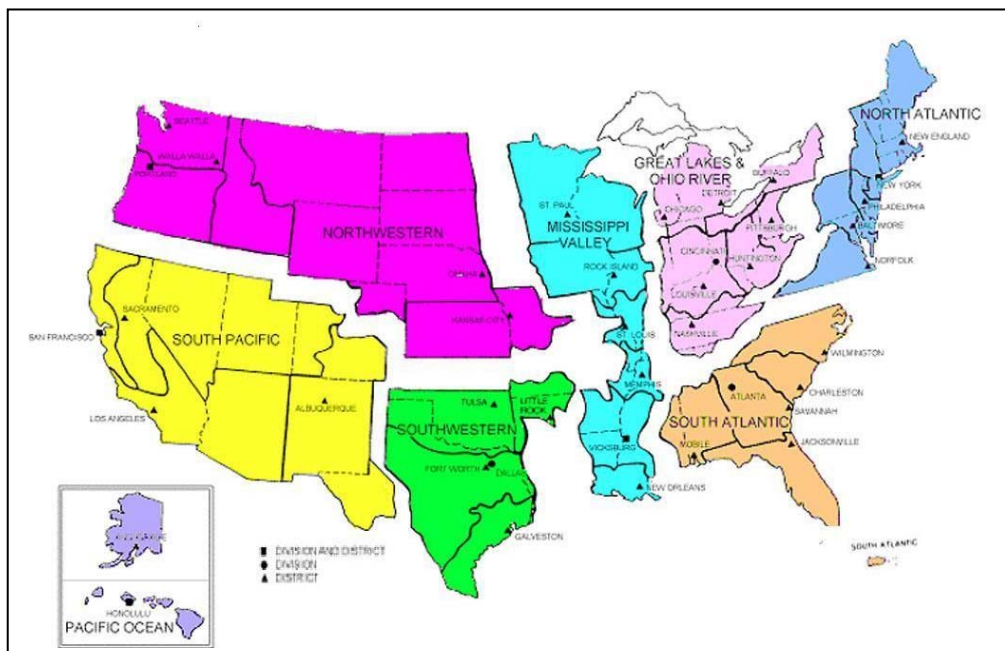 SEATTLE
WALLA WALLA
PORTLAND
NORTHWESTERN
OMAHA
KANSAS CITY
SACRAMENTO
SAN FRANCISCO
SOUTH PACIFIC
LOS ANGELES
ALBUQUERQUE
TULSA
LITTLE
ROCK
SOUTHWESTERN
FORT WORTH
DALLAS
GALVESTON
ST. PAUL
MISSISSIPPI
VALLEY
ROCK ISLAND
ST. LOUIS
MEMPHIS
VICKSBURG
NEW ORLEANS
GREAT LAKES &
OHIO RIVER
BUFFALO
DETROIT
CHICAGO
PITTSBURGH
CINCINNATI
HUNTINGTON
LOUISVILLE
NASHVILLE
NORTH ATLANTIC
NEW ENGLAND
NEW YORK
PHILADELPHIA
BALTIMORE
NORFOLK
WILMINGTON
CHARLESTON
ATLANTA
SAVANNAH
SOUTH ATLANTIC
MOBILE
JACKSONVILLE
SOUTH ATLANTIC
ANCHORAGE
HONOLULU
PACIFIC OCEAN
DIVISION AND DISTRICT
DIVISION
DISTRICT